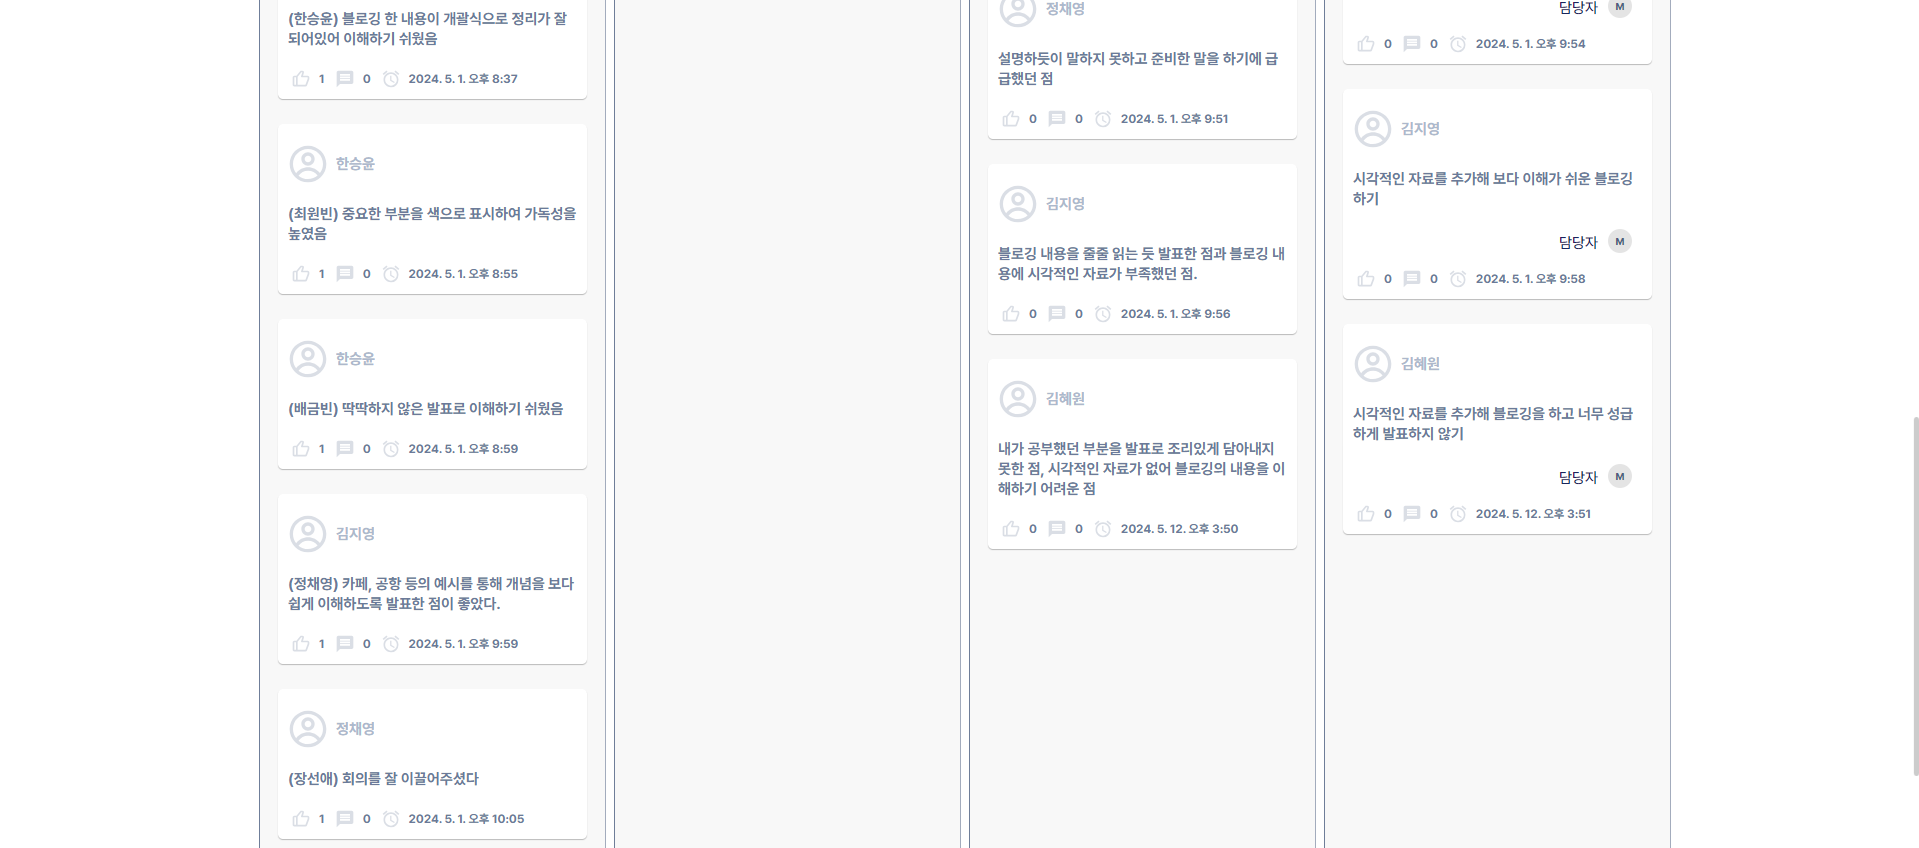 (한승윤) 블로깅 한 내용이 개괄식으로 정리가 잘
되어있어 이해하기 쉬웠음
1 0 2024. 5. 1. 오후 8:37
한승윤
(최원빈) 중요한 부분을 색으로 표시하여 가독성을
높였음
1 0 2024. 5. 1. 오후 8:55
한승윤
(배금빈) 딱딱하지 않은 발표로 이해하기 쉬웠음
1 0 2024. 5. 1. 오후 8:59
김지영
(정채영) 카페, 공항 등의 예시를 통해 개념을 보다
쉽게 이해하도록 발표한 점이 좋았다.
1 0 2024. 5. 1. 오후 9:59
정채영
(장선애) 회의를 잘 이끌어주셨다
1 0 2024. 5. 1. 오후 10:05
정채영
설명하듯이 말하지 못하고 준비한 말을 하기에 급
급했던 점
0 0 2024. 5. 1. 오후 9:51
김지영
블로깅 내용을 줄줄 읽는 듯 발표한 점과 블로깅 내
용에 시각적인 자료가 부족했던 점.
0 0 2024. 5. 1. 오후 9:56
김혜원
내가 공부했던 부분을 발표로 조리있게 담아내지
못한 점, 시각적인 자료가 없어 블로깅의 내용을 이
해하기 어려운 점
0 0 2024. 5. 12. 오후 3:50
담당자 M
0 0 2024. 5. 1. 오후 9:54
김지영
시각적인 자료를 추가해 보다 이해가 쉬운 블로깅
하기
담당자 M
0 0 2024. 5. 1. 오후 9:58
김혜원
시각적인 자료를 추가해 블로깅을 하고 너무 성급
하게 발표하지 않기
담당자 M
0 0 2024. 5. 12. 오후 3:51